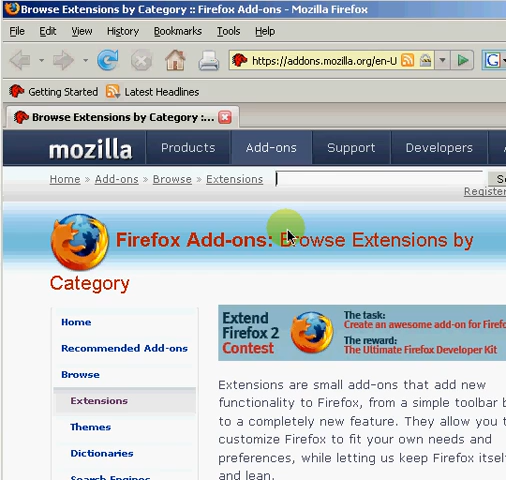 Browse Extensions by Category :: Firefox Add-ons - Mozilla Firefox
File Edit View History Bookmarks Tools Help
https://addons.mozilla.org/en-U
Getting Started Latest Headlines
Browse Extensions by Category :...
mozilla Products Add-ons Support Developers
Home > Add-ons > Browse > Extensions
Register
Firefox Add-ons: Browse Extensions by
Category
Home
Recommended Add-ons
Browse
Extensions
Themes
Dictionaries
Search Engines
Extend
Firefox 2
Contest
The task:
Create an awesome add-on for Firefo
The reward:
The Ultimate Firefox Developer Kit
Extensions are small add-ons that add new
functionality to Firefox, from a simple toolbar b
to a completely new feature. They allow you t
customize Firefox to fit your own needs and
preferences, while letting us keep Firefox itsel
and lean.